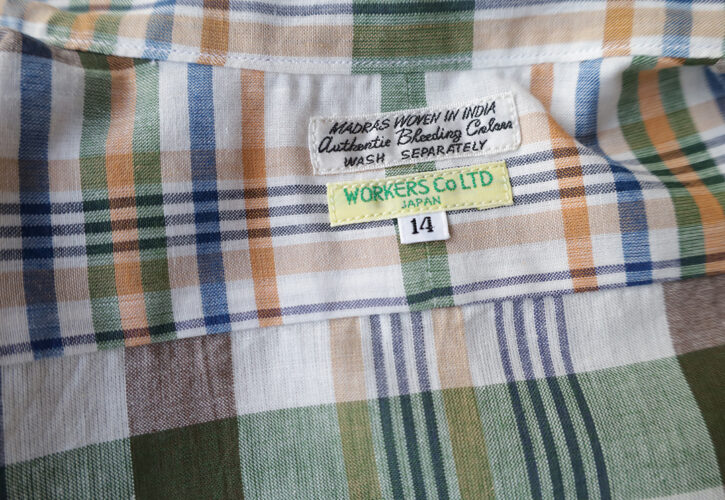 MADRAS WOVEN IN INDIA
Authentic Bleeding Colors
WASH SEPARATELY
WORKERS Co LTD
JAPAN
14